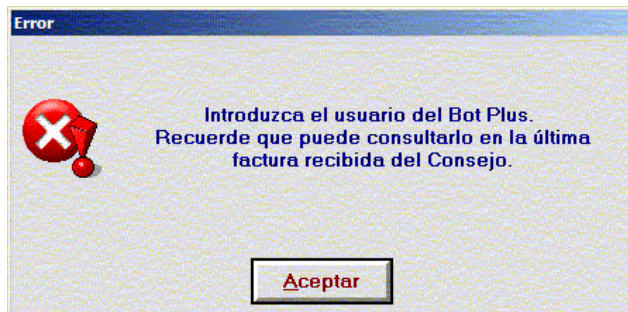 Error
Introduzca el usuario del Bot Plus.
Recuerde que puede consultarlo en la última
factura recibida del Consejo.
Aceptar